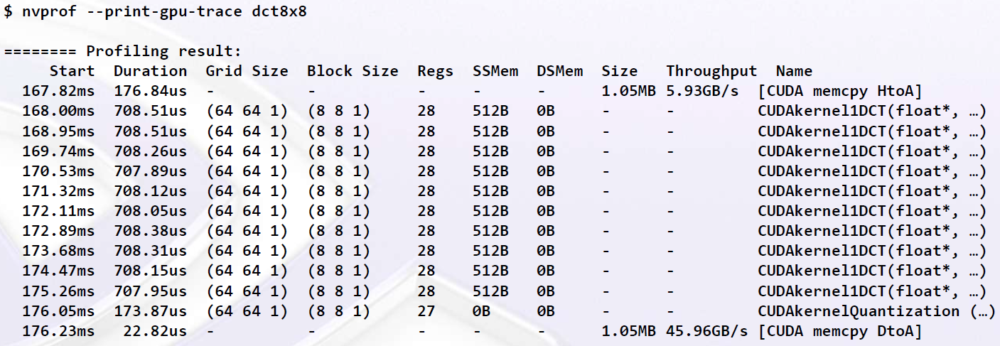 $ nvprof --print-gpu-trace dct8x8
======== Profiling result:
Start Duration Grid Size Block Size Regs SSMem DSMem Size Throughput Name
167.82ms 176.84us - - - - - 1.05MB 5.93GB/s [CUDA memcpy HtoA]
168.00ms 708.51us (64 64 1) (8 8 1) 28 512B 0B - - CUDAkernel1DCT(float*, …)
168.95ms 708.51us (64 64 1) (8 8 1) 28 512B 0B - - CUDAkernel1DCT(float*, …)
169.74ms 708.26us (64 64 1) (8 8 1) 28 512B 0B - - CUDAkernel1DCT(float*, …)
170.53ms 707.89us (64 64 1) (8 8 1) 28 512B 0B - - CUDAkernel1DCT(float*, …)
171.32ms 708.12us (64 64 1) (8 8 1) 28 512B 0B - - CUDAkernel1DCT(float*, …)
172.11ms 708.05us (64 64 1) (8 8 1) 28 512B 0B - - CUDAkernel1DCT(float*, …)
172.89ms 708.38us (64 64 1) (8 8 1) 28 512B 0B - - CUDAkernel1DCT(float*, …)
173.68ms 708.31us (64 64 1) (8 8 1) 28 512B 0B - - CUDAkernel1DCT(float*, …)
174.47ms 708.15us (64 64 1) (8 8 1) 28 512B 0B - - CUDAkernel1DCT(float*, …)
175.26ms 707.95us (64 64 1) (8 8 1) 28 512B 0B - - CUDAkernel1DCT(float*, …)
176.05ms 173.87us (64 64 1) (8 8 1) 27 0B 0B - - CUDAkernelQuantization (…)
176.23ms 22.82us - - - - - 1.05MB 45.96GB/s [CUDA memcpy DtoA]